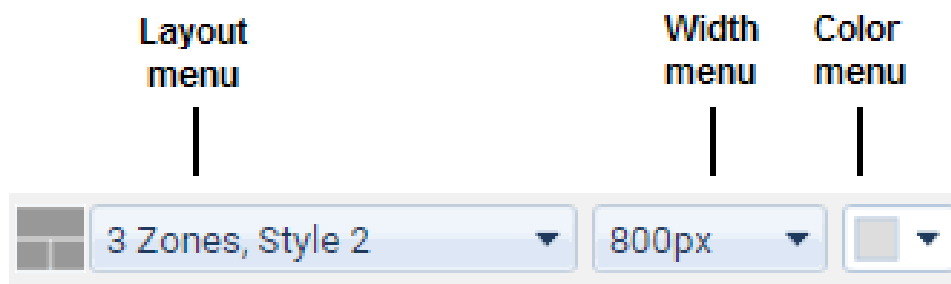 Layout
menu
Width
menu
Color
menu
3 Zones, Style 2
800px